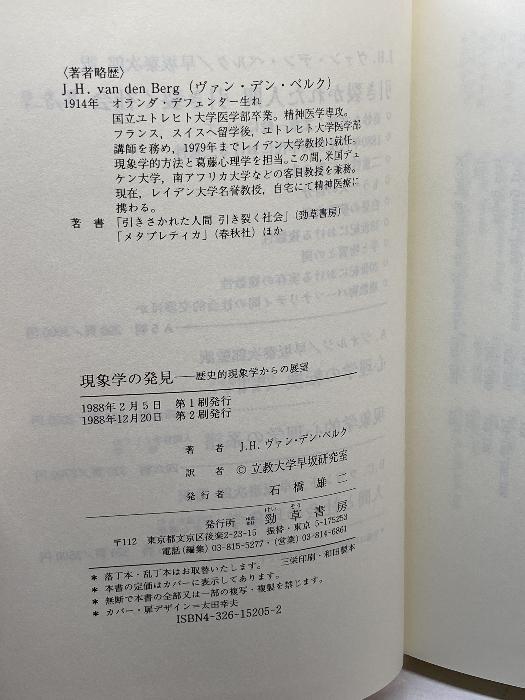 〈著者略歴〉
J.H. van den Berg（ヴァン・デン・ベルク）
1914年　オランダ・デフェンター生れ
国立ユトレヒト大学医学部卒業。精神医学専攻。
フランス，スイスへ留学後，ユトレヒト大学医学部
講師を務め，1979年までレイデン大学教授に就任。
現象学的方法と葛藤心理学を担当。この間，米国デュ
ケン大学，南アフリカ大学などの客員教授を兼務。
現在，レイデン大学名誉教授，自宅にて精神医療に
携わる。
著　書　「引きさかれた人間 引き裂く社会」（勁草書房）
「メタブレティカ」（春秋社）ほか
現象学の発見──歴史的現象学からの展望
1988年2月5日　第1刷発行
1988年12月20日　第2刷発行
著　者　J.H. ヴァン・デン・ベルク
訳　者　© 立教大学早坂研究室
発行者　石橋雄二
発行所　勁草書房
けい　そう
〒112　東京都文京区後楽2-23-15　振替・東京5-175253
電話（編集）03-815-5277・（営業）03-814-6861
＊ 落丁本・乱丁本はお取替いたします。　三栄印刷・和田製本
＊ 本書の定価はカバーに表示してあります。
＊ 無断で本書の全部又は一部の複写・複製を禁じます。
＊ カバー・扉デザイン＝太田幸夫
ISBN4-326-15205-2